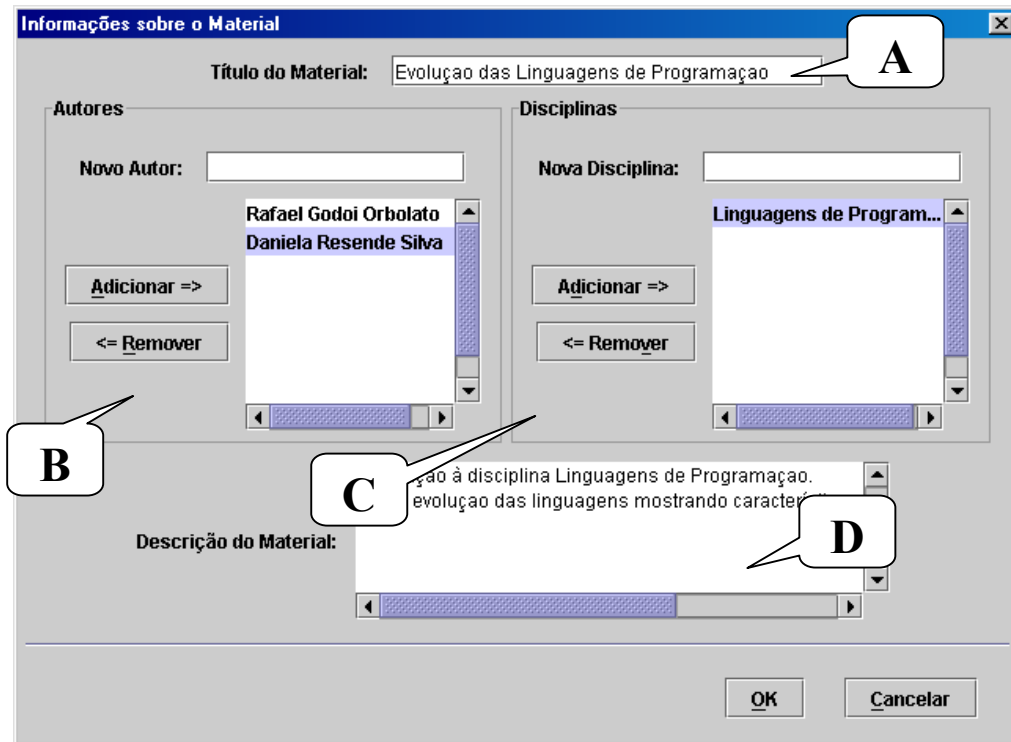 Informações sobre o Material
A
Título do Material: Evoluçao das Linguagens de Programaçao
Autores
Novo Autor:
Rafael Godoi Orbolato
Daniela Resende Silva
Adicionar =>
<= Remover
B
Disciplinas
Nova Disciplina:
Linguagens de Program...
Adicionar =>
<= Remover
C
Descrição do Material:
à disciplina Linguagens de Programaçao.
evoluçao das linguagens mostrando
D
OK
Cancelar